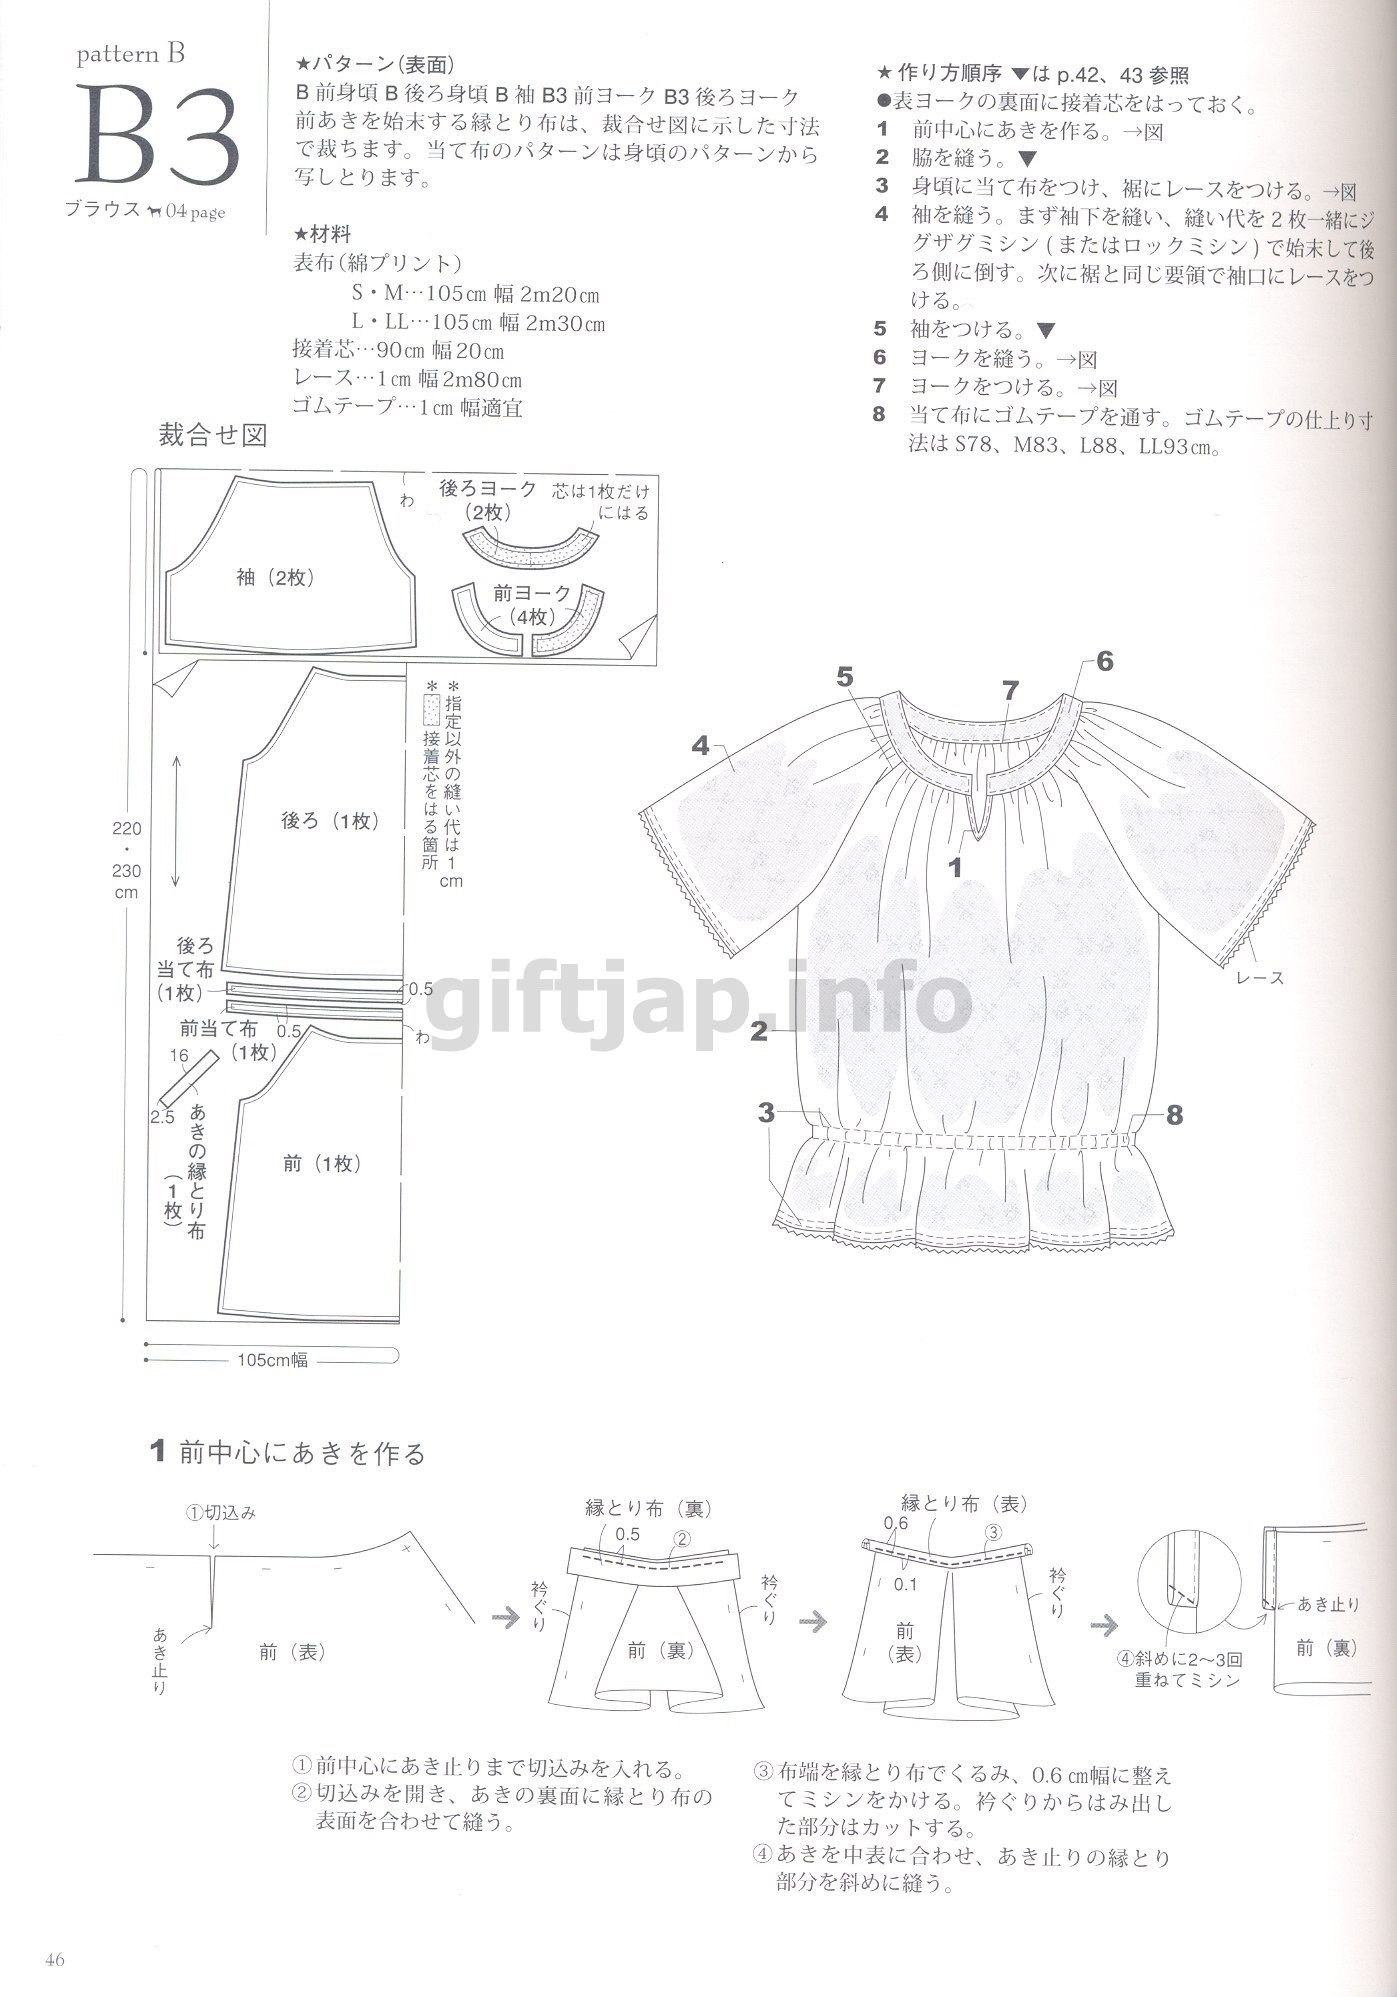 pattern B
B3
ブラウス 04 page
★パターン(表面)
B 前身頃 B 後ろ身頃 B 袖 B3 前ヨーク B3 後ろヨーク
前あきを始末する縁とり布は、裁合せ図に示した寸法
で裁ちます。当て布のパターンは身頃のパターンから
写しとります。
★材料
表布(綿プリント)
S・M…105㎝幅 2m20㎝
L・LL…105㎝幅 2m30㎝
接着芯…90㎝幅20㎝
レース…1㎝幅2m80㎝
ゴムテープ…1㎝幅適宜
★ 作り方順序 ▼は p.42、43 参照
●表ヨークの裏面に接着芯をはっておく。
1 前中心にあきを作る。→図
2 脇を縫う。▼
3 身頃に当て布をつけ、裾にレースをつける。→図
4 袖を縫う。まず袖下を縫い、縫い代を2枚一緒にジ
グザグミシン(またはロックミシン)で始末して後
ろ側に倒す。次に裾と同じ要領で袖口にレースをつ
ける。
5 袖をつける。▼
6 ヨークを縫う。→図
7 ヨークをつける。→図
8 当て布にゴムテープを通す。ゴムテープの仕上り寸
法は S78、M83、L88、LL93㎝。
裁合せ図
わ
後ろヨーク
(2枚)
芯は1枚だけ
にはる
袖(2枚)
前ヨーク
(4枚)
*指定以外の縫い代は1cm
* 接着芯をはる箇所
後ろ(1枚)
220
・
230
cm
後ろ
当て布
(1枚)
0.5
前当て布
(1枚)
0.5
わ
16
2.5
あきの縁とり布
(1枚)
前(1枚)
105cm幅
5
6
7
4
1
レース
2
3
8
giftjap.info
1 前中心にあきを作る
①切込み
あき止り
前(表)
縁とり布(裏)
0.5
②
衿ぐり
衿ぐり
前(裏)
縁とり布(表)
0.6
③
0.1
衿ぐり
前
(表)
あき止り
前(裏)
④斜めに2〜3回
重ねてミシン
①前中心にあき止りまで切込みを入れる。
②切込みを開き、あきの裏面に縁とり布の
表面を合わせて縫う。
③布端を縁とり布でくるみ、0.6㎝幅に整え
てミシンをかける。衿ぐりからはみ出し
た部分はカットする。
④あきを中表に合わせ、あき止りの縁とり
部分を斜めに縫う。
46